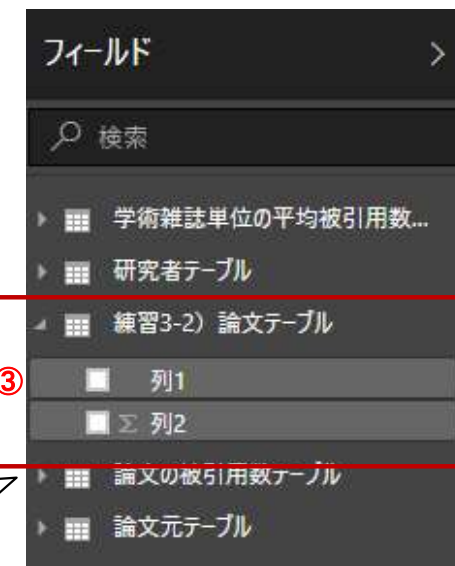 フィールド
検索
学術雑誌単位の平均被引用数...
研究者テーブル
練習3-2）論文テーブル
③
列1
Σ 列2
論文の被引用数テーブル
論文元テーブル